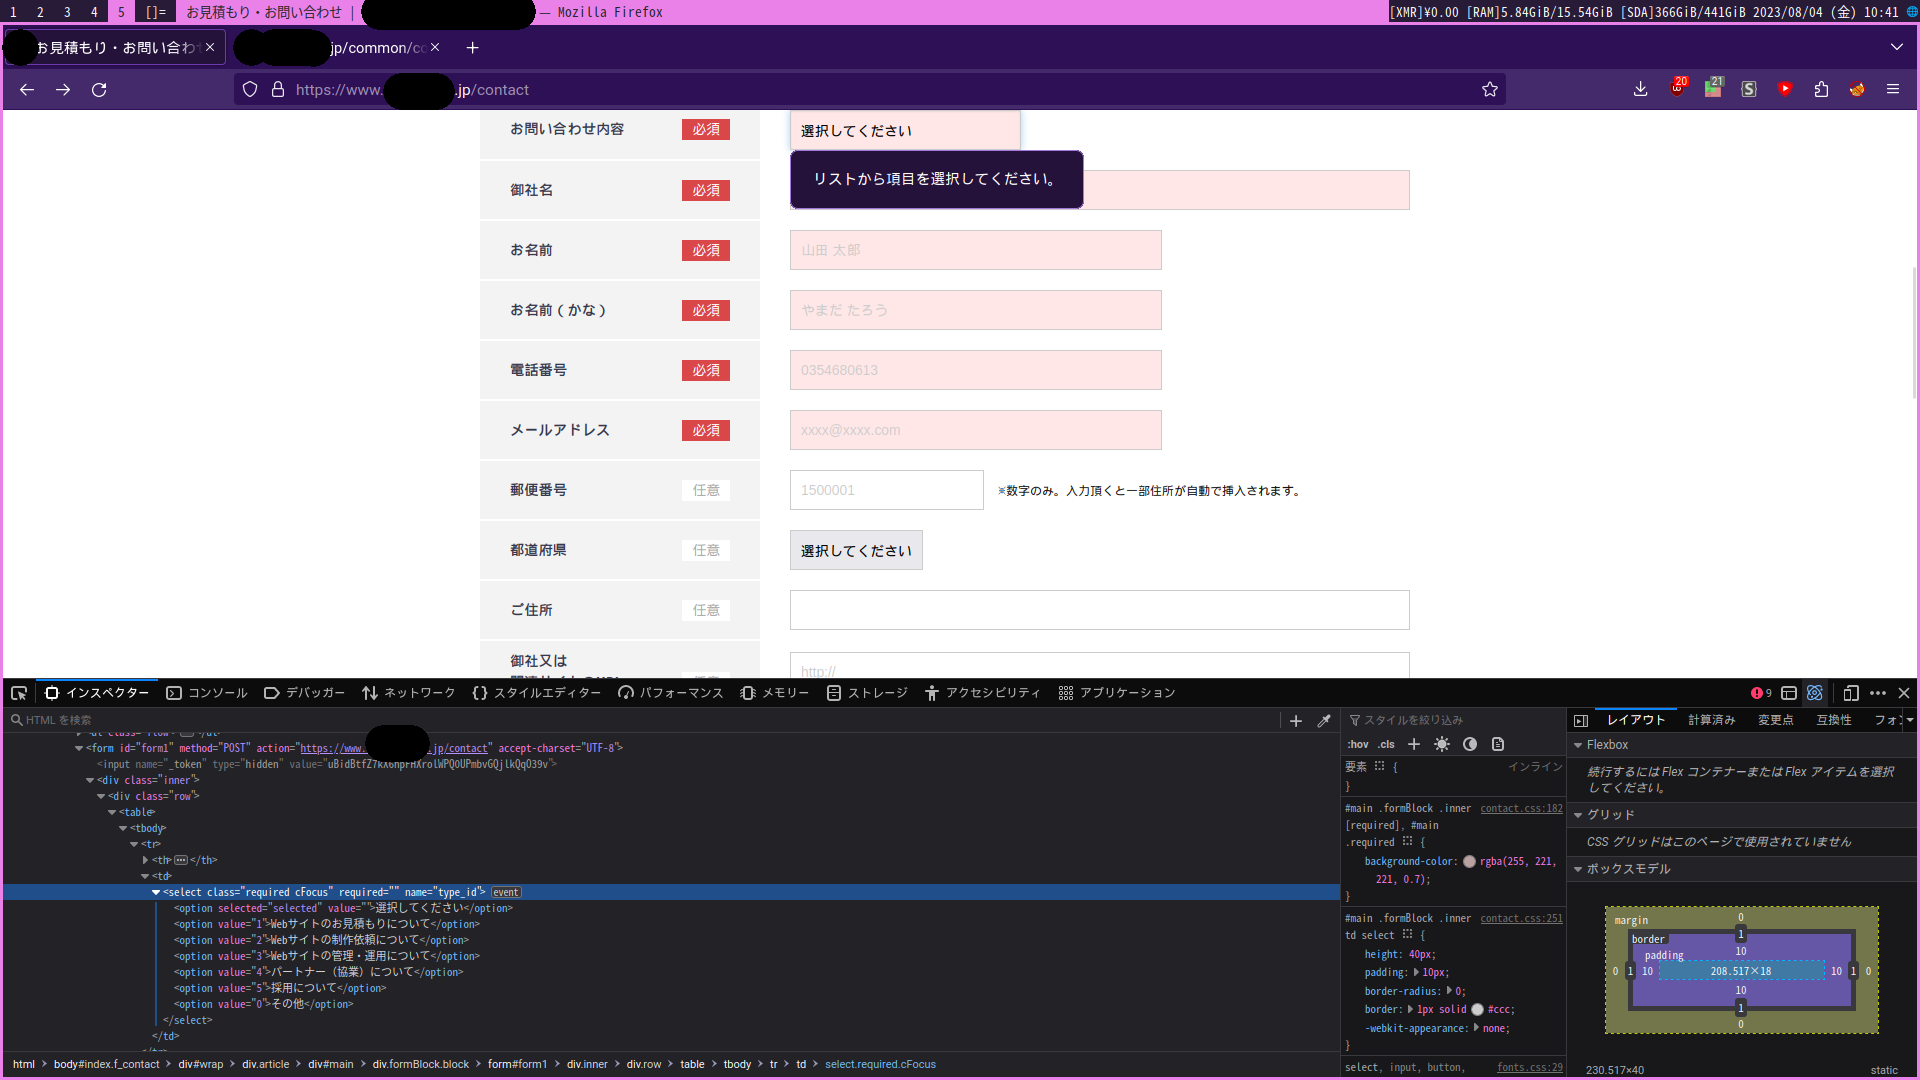 1 2 3 4 5 []= お見積もり・お問い合わせ | — Mozilla Firefox [XMR]¥0.00 [RAM]5.84GiB/15.54GiB [SDA]366GiB/441GiB 2023/08/04 (金) 10:41
お見積もり・お問い合わせ jp/common/co
https://www. .jp/contact 20 21
お問い合わせ内容 必須 選択してください
リストから項目を選択してください。
御社名 必須
お名前 必須 山田 太郎
お名前 ( かな ) 必須 やまだ たろう
電話番号 必須 0354680613
メールアドレス 必須 xxxx@xxxx.com
郵便番号 任意 1500001 ※数字のみ。入力頂くと一部住所が自動で挿入されます。
都道府県 任意 選択してください
ご住所 任意
御社又は http://
インスペクター コンソール デバッガー ネットワーク スタイルエディター パフォーマンス メモリー ストレージ アクセシビリティ アプリケーション 9
HTML を検索
<form id="form1" method="POST" action="https://www. .jp/contact" accept-charset="UTF-8">
<input name="_token" type="hidden" value=
<div class="inner">
<div class="row">
<table>
<tbody>
<tr>
<th>•••</th>
<td>
<select class="required cFocus" required="" name="type_id"> event
<option selected="selected" value="">選択してください</option>
<option value="1">Webサイトのお見積もりについて</option>
<option value="2">Webサイトの制作依頼について</option>
<option value="3">Webサイトの管理・運用について</option>
<option value="4">パートナー（協業）について</option>
<option value="5">採用について</option>
<option value="0">その他</option>
</select>
</td>
html > body#index.f_contact > div#wrap > div.article > div#main > div.formBlock.block > form#form1 > div.inner > div.row > table > tbody > tr > td > select.required.cFocus
スタイルを絞り込み
:hov .cls +
要素 { インライン
}
#main .formBlock .inner contact.css:182
[required], #main
.required {
background-color: rgba(255, 221,
221, 0.7);
}
#main .formBlock .inner contact.css:251
td select {
height: 40px;
padding: 10px;
border-radius: 0;
border: 1px solid #ccc;
-webkit-appearance: none;
}
select, input, button, fonts.css:29
レイアウト 計算済み 変更点 互換性 フォ
Flexbox
続行するには Flex コンテナーまたは Flex アイテムを選択
してください。
グリッド
CSS グリッドはこのページで使用されていません
ボックスモデル
margin 0
border 1
padding 10
0 1 10 208.517×18 10 1 0
10
1
0
230.517×40 static